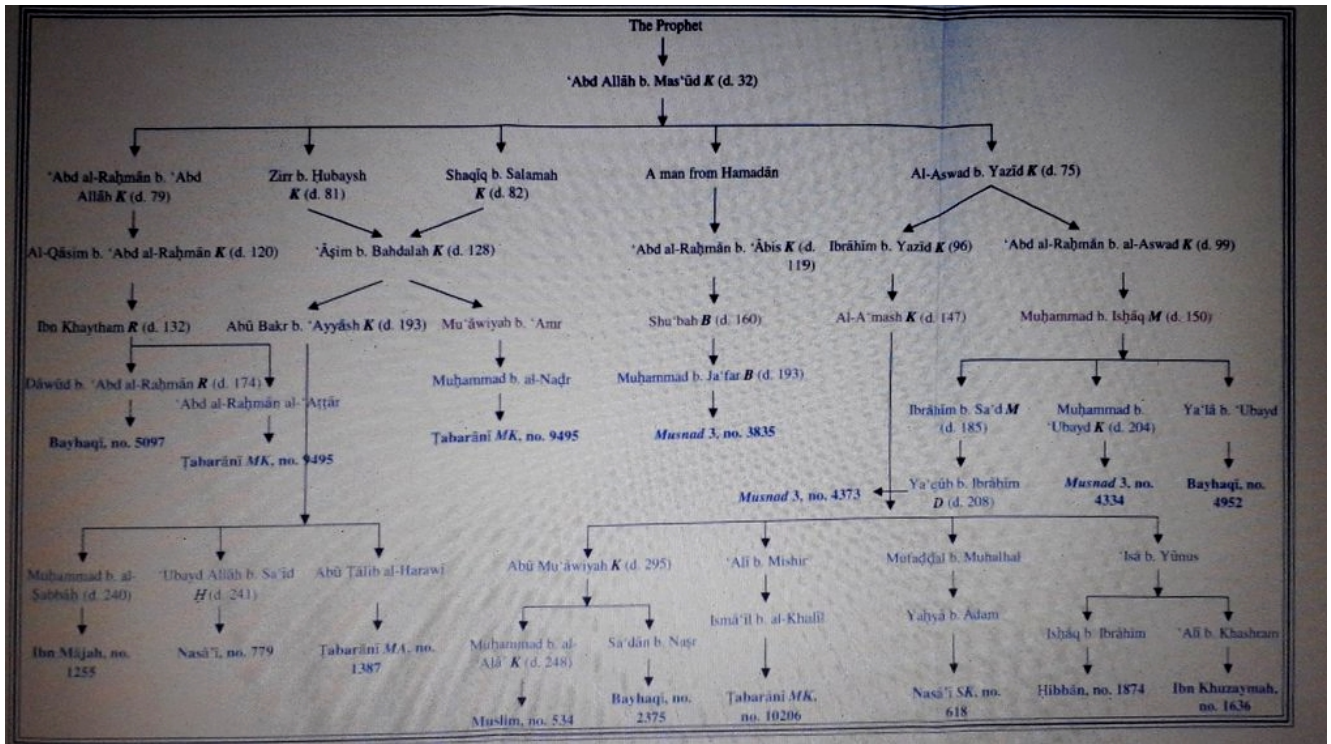 The Prophet
‘Abd Allāh b. Mas‘ūd K (d. 32)
‘Abd al-Raḥmān b. ‘Abd
Allāh K (d. 79)
Zirr b. Ḥubaysh
K (d. 81)
Shaqīq b. Salamah
K (d. 82)
A man from Hamadān
Al-Aswad b. Yazīd K (d. 75)
Al-Qāsim b. ‘Abd al-Raḥmān K (d. 120)
‘Āṣim b. Bahdalah K (d. 128)
‘Abd al-Raḥmān b. ‘Ābis K (d.
119)
Ibrāhīm b. Yazīd K (96)
‘Abd al-Raḥmān b. al-Aswad K (d. 99)
Ibn Khaytham R (d. 132)
Abū Bakr b. ‘Ayyāsh K (d. 193)
Mu‘āwiyah b. ‘Amr
Shu‘bah B (d. 160)
Al-A‘mash K (d. 147)
Muḥammad b. Isḥāq M (d. 150)
Dāwūd b. ‘Abd al-Raḥmān R (d. 174)
‘Abd al-Raḥmān al-‘Aṭṭār
Muḥammad b. al-Naḍr
Muḥammad b. Ja‘far B (d. 193)
Ibrāhīm b. Sa‘d M
(d. 185)
Muḥammad b.
‘Ubayd K (d. 204)
Ya‘lā b. ‘Ubayd
Bayhaqī, no. 5097
Ṭabarānī MK, no. 9495
Ṭabarānī MK, no. 9495
Musnad 3, no. 3835
Musnad 3, no. 4373
Ya‘qūb b. Ibrāhīm
D (d. 208)
Musnad 3, no.
4334
Bayhaqī, no.
4952
Muḥammad b. al-
Ṣabbāḥ (d. 240)
‘Ubayd Allāh b. Sa‘īd
Ḥ (d. 241)
Abū Ṭālib al-Harawī
Abū Mu‘āwiyah K (d. 295)
‘Alī b. Mishir
Mufaḍḍal b. Muhalhal
‘Īsā b. Yūnus
Ibn Mājah, no.
1255
Nasā’ī, no. 779
Ṭabarānī MA, no.
1387
Muḥammad b. al-
‘Alā’ K (d. 248)
Sa‘dān b. Naṣr
Ismā‘īl b. al-Khalīl
Yaḥyā b. Ādam
Isḥāq b. Ibrāhīm
‘Alī b. Khashram
Muslim, no. 534
Bayhaqī, no.
2375
Ṭabarānī MK,
no. 10206
Nasā’ī SK, no.
618
Ḥibbān, no. 1874
Ibn Khuzaymah,
no. 1636